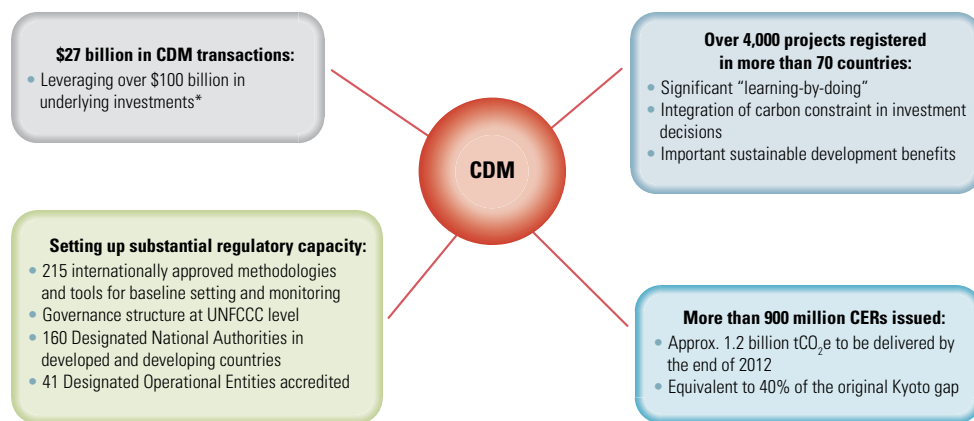 $27 billion in CDM transactions:
• Leveraging over $100 billion in
underlying investments*
Over 4,000 projects registered
in more than 70 countries:
• Significant “learning-by-doing”
• Integration of carbon constraint in investment
decisions
• Important sustainable development benefits
CDM
Setting up substantial regulatory capacity:
• 215 internationally approved methodologies
and tools for baseline setting and monitoring
• Governance structure at UNFCCC level
• 160 Designated National Authorities in
developed and developing countries
• 41 Designated Operational Entities accredited
More than 900 million CERs issued:
• Approx. 1.2 billion tCO₂e to be delivered by
the end of 2012
• Equivalent to 40% of the original Kyoto gap